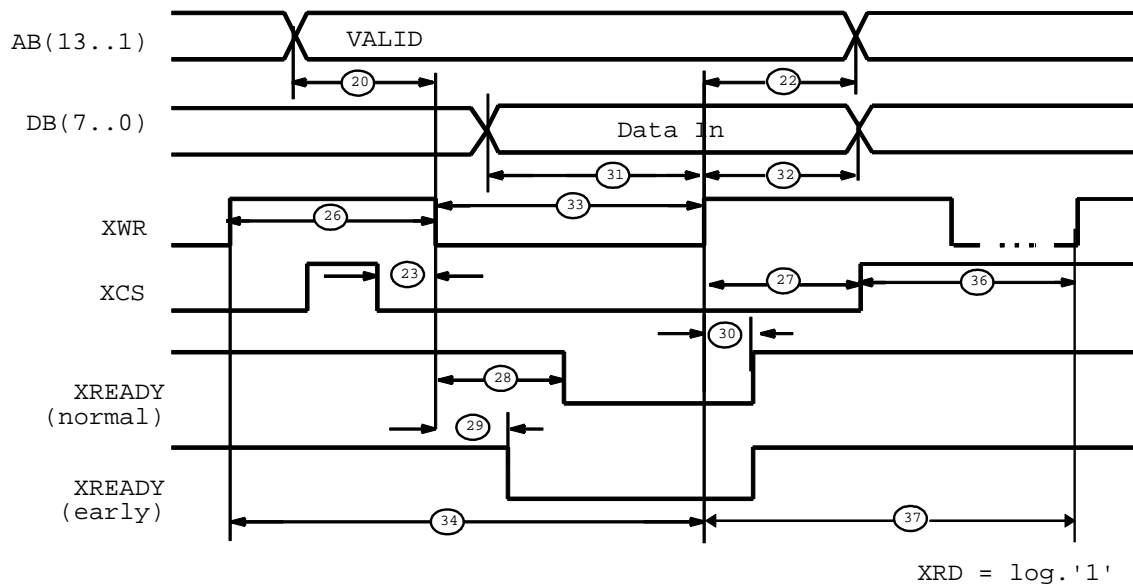 AB(13..1)
VALID
20
22
DB(7..0)
Data In
31
32
XWR
26
33
....
XCS
23
27
36
30
XREADY
(normal)
28
29
XREADY
(early)
34
37
XRD = log.'1'